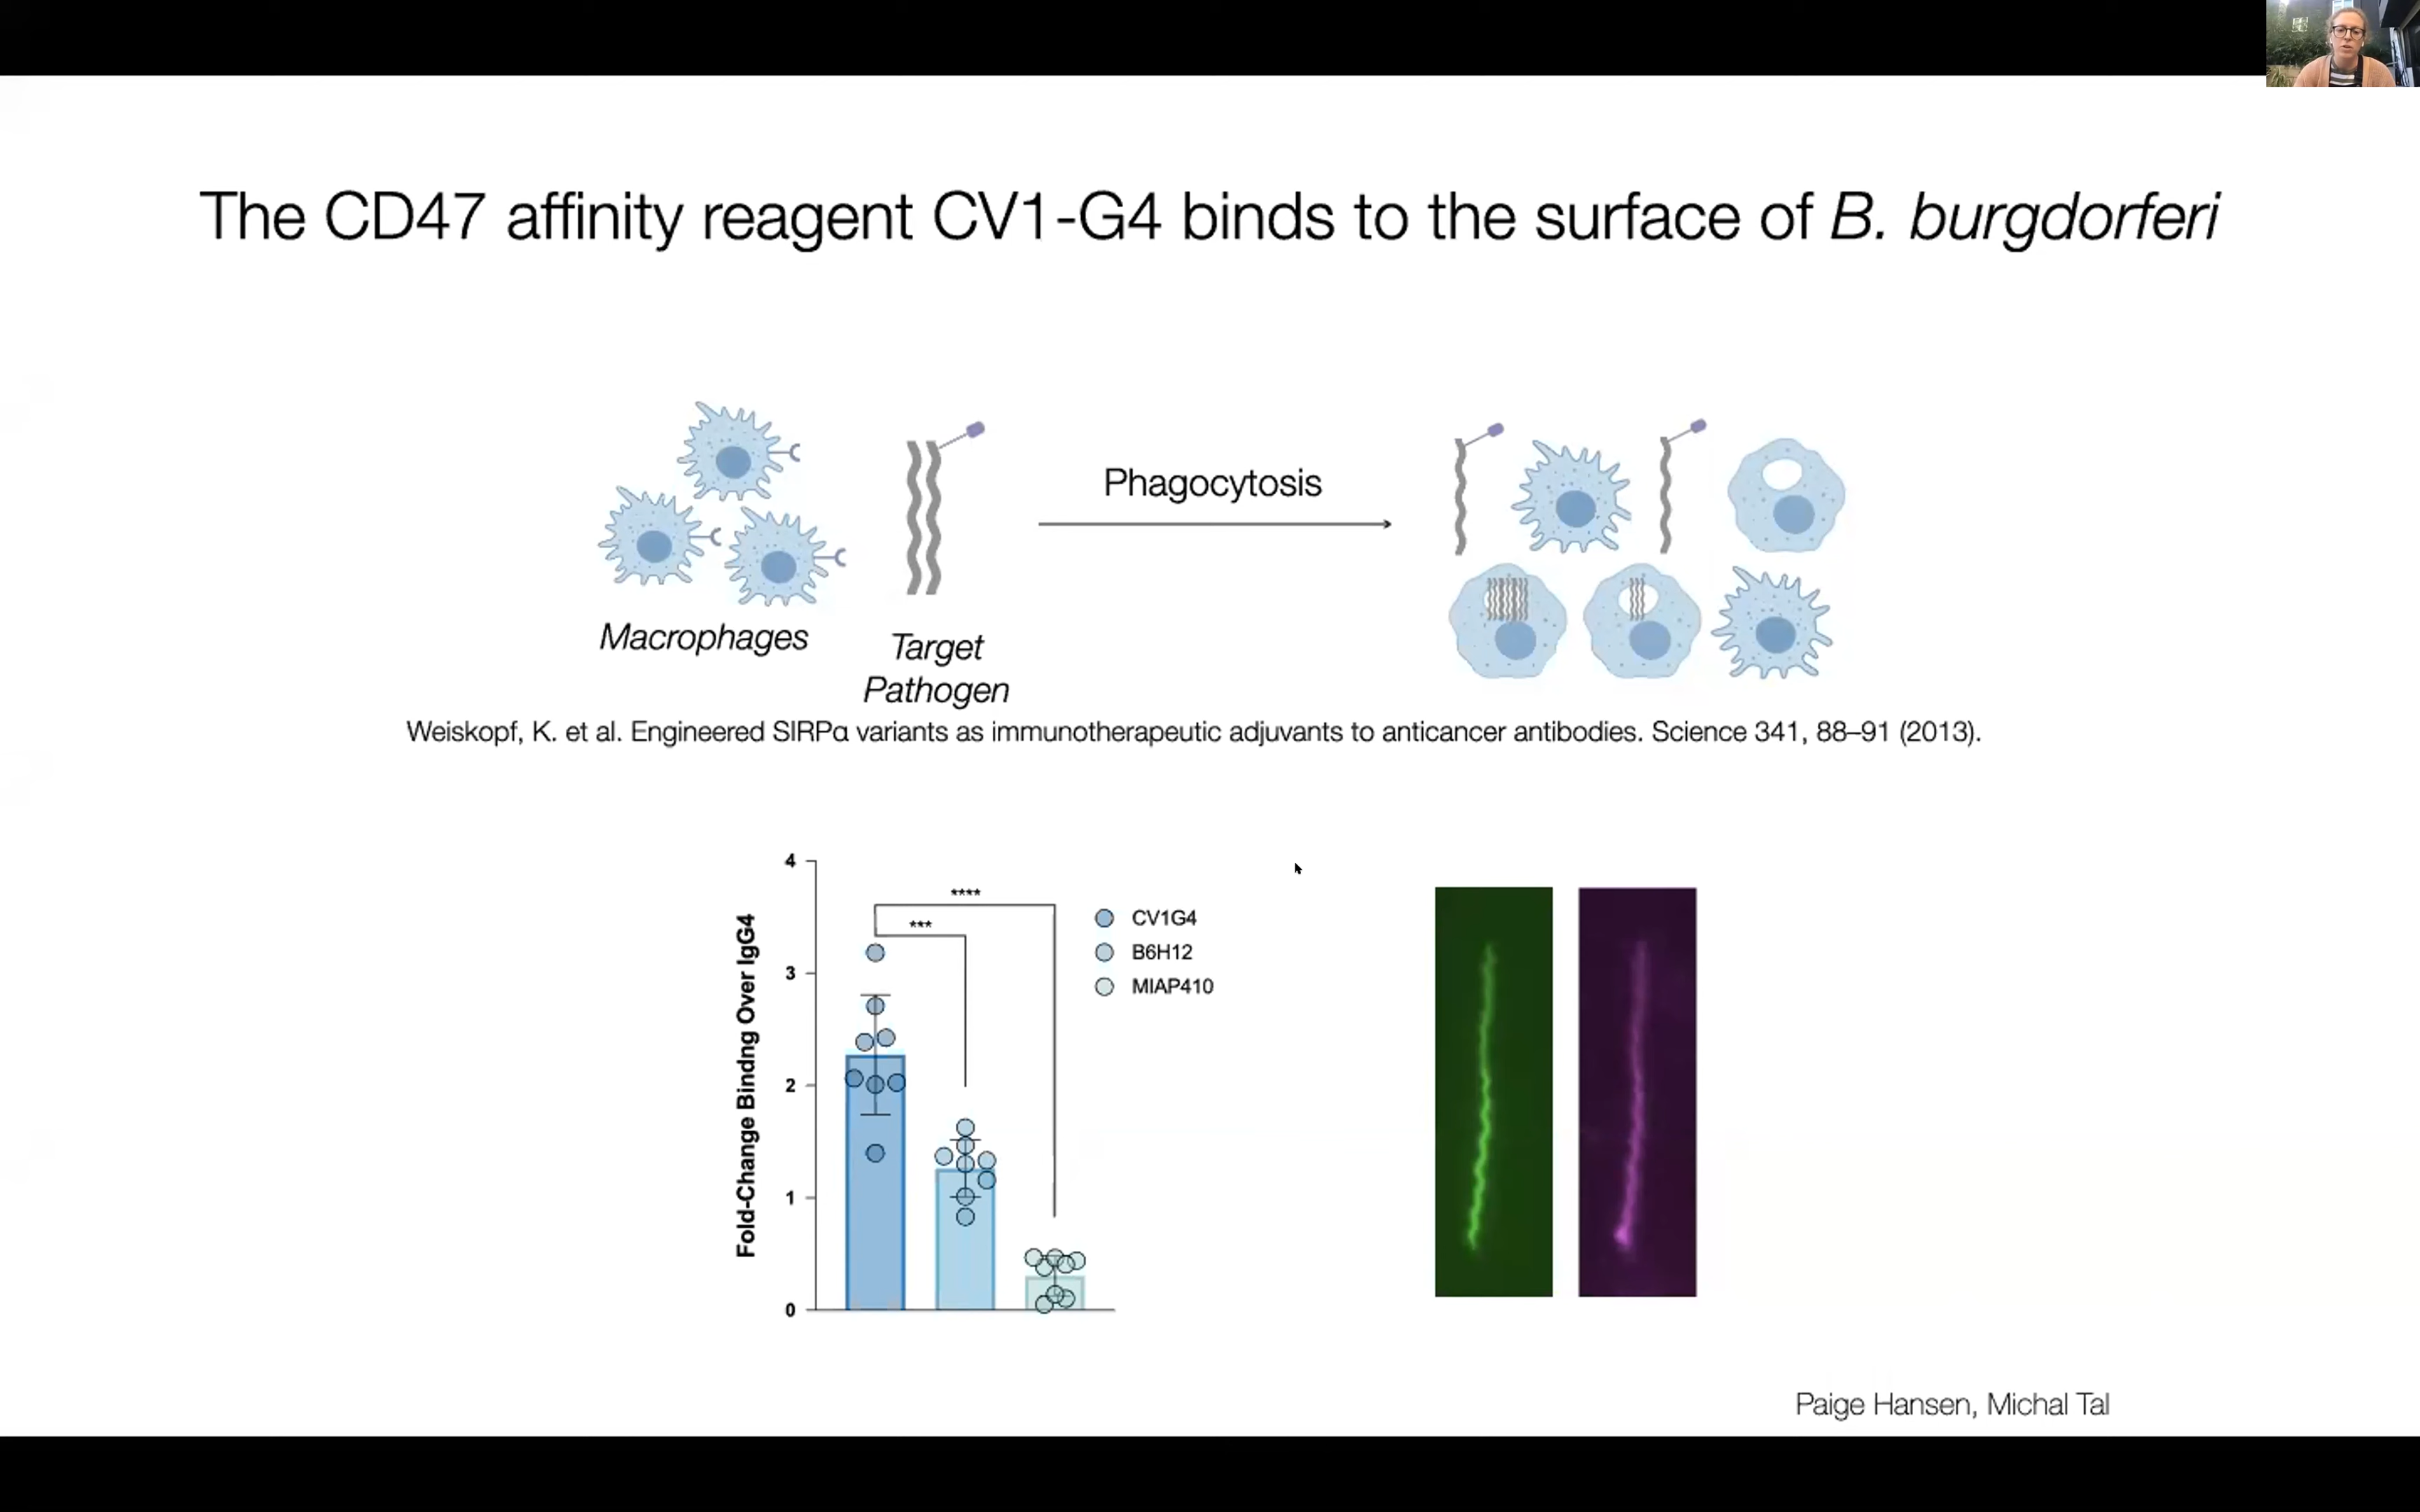 The CD47 affinity reagent CV1-G4 binds to the surface of B. burgdorferi
Phagocytosis
Macrophages
Target
Pathogen
Weiskopf, K. et al. Engineered SIRPα variants as immunotherapeutic adjuvants to anticancer antibodies. Science 341, 88–91 (2013).
Fold-Change Bindng Over IgG4
4
3
2
1
0
****
***
CV1G4
B6H12
MIAP410
Paige Hansen, Michal Tal